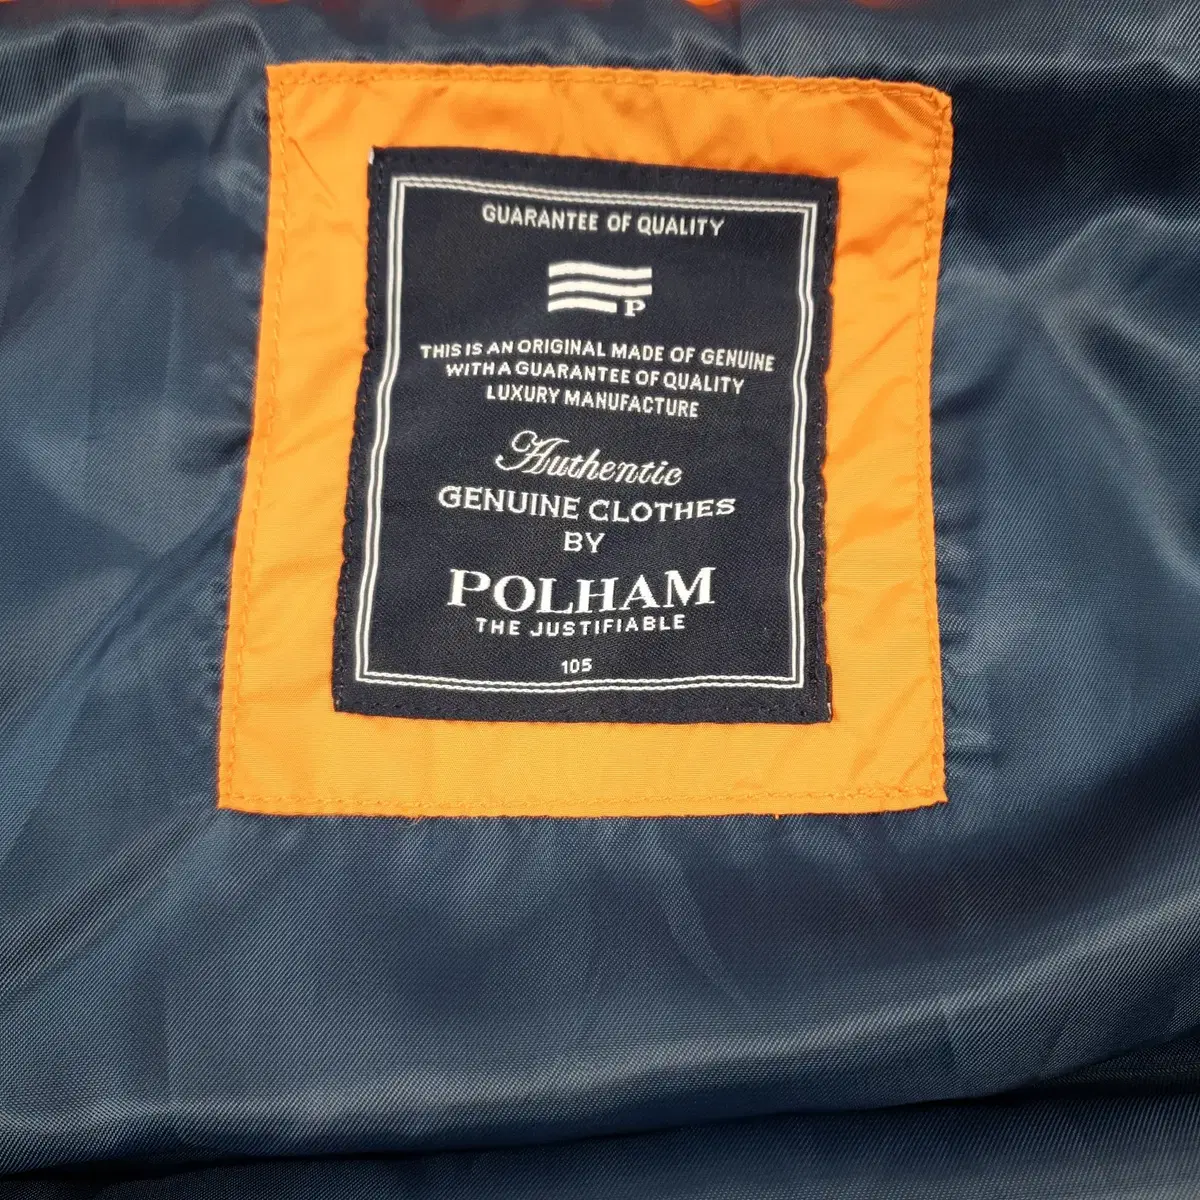 GUARANTEE OF QUALITY
P
THIS IS AN ORIGINAL MADE OF GENUINE
WITH A GUARANTEE OF QUALITY
LUXURY MANUFACTURE
Authentic
GENUINE CLOTHES
BY
POLHAM
THE JUSTIFIABLE
105